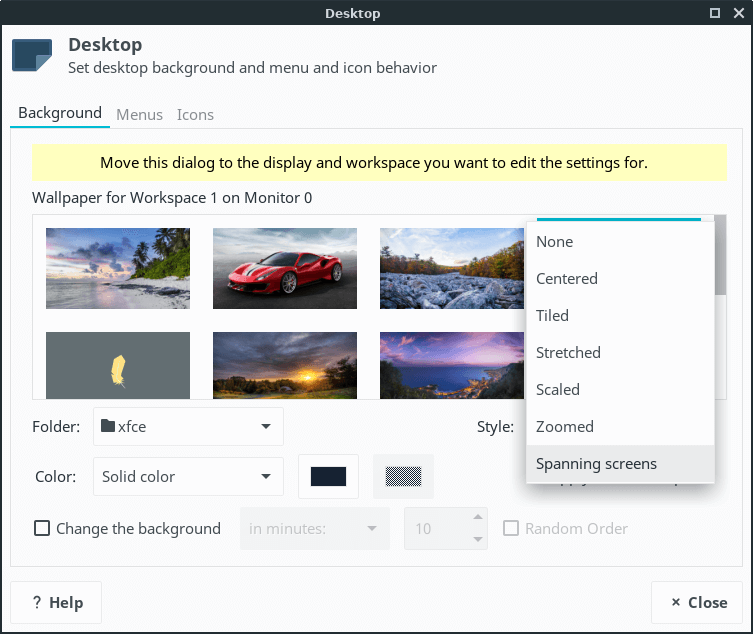 Desktop
Desktop
Set desktop background and menu and icon behavior
Background Menus Icons
Move this dialog to the display and workspace you want to edit the settings for.
Wallpaper for Workspace 1 on Monitor 0
None
Centered
Tiled
Stretched
Scaled
Zoomed
Spanning screens
Folder: xfce Style:
Color: Solid color
Change the background in minutes: 10 Random Order
? Help × Close